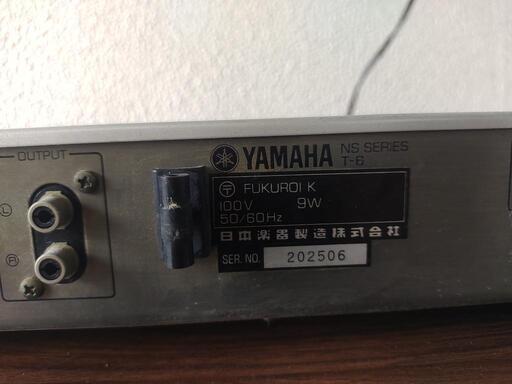 OUTPUT
L
R
YAMAHA
NS SERIES
T-6
〒 FUKUROI K
100V 9W
50/60Hz
日本楽器製造株式会社
SER. NO. 202506